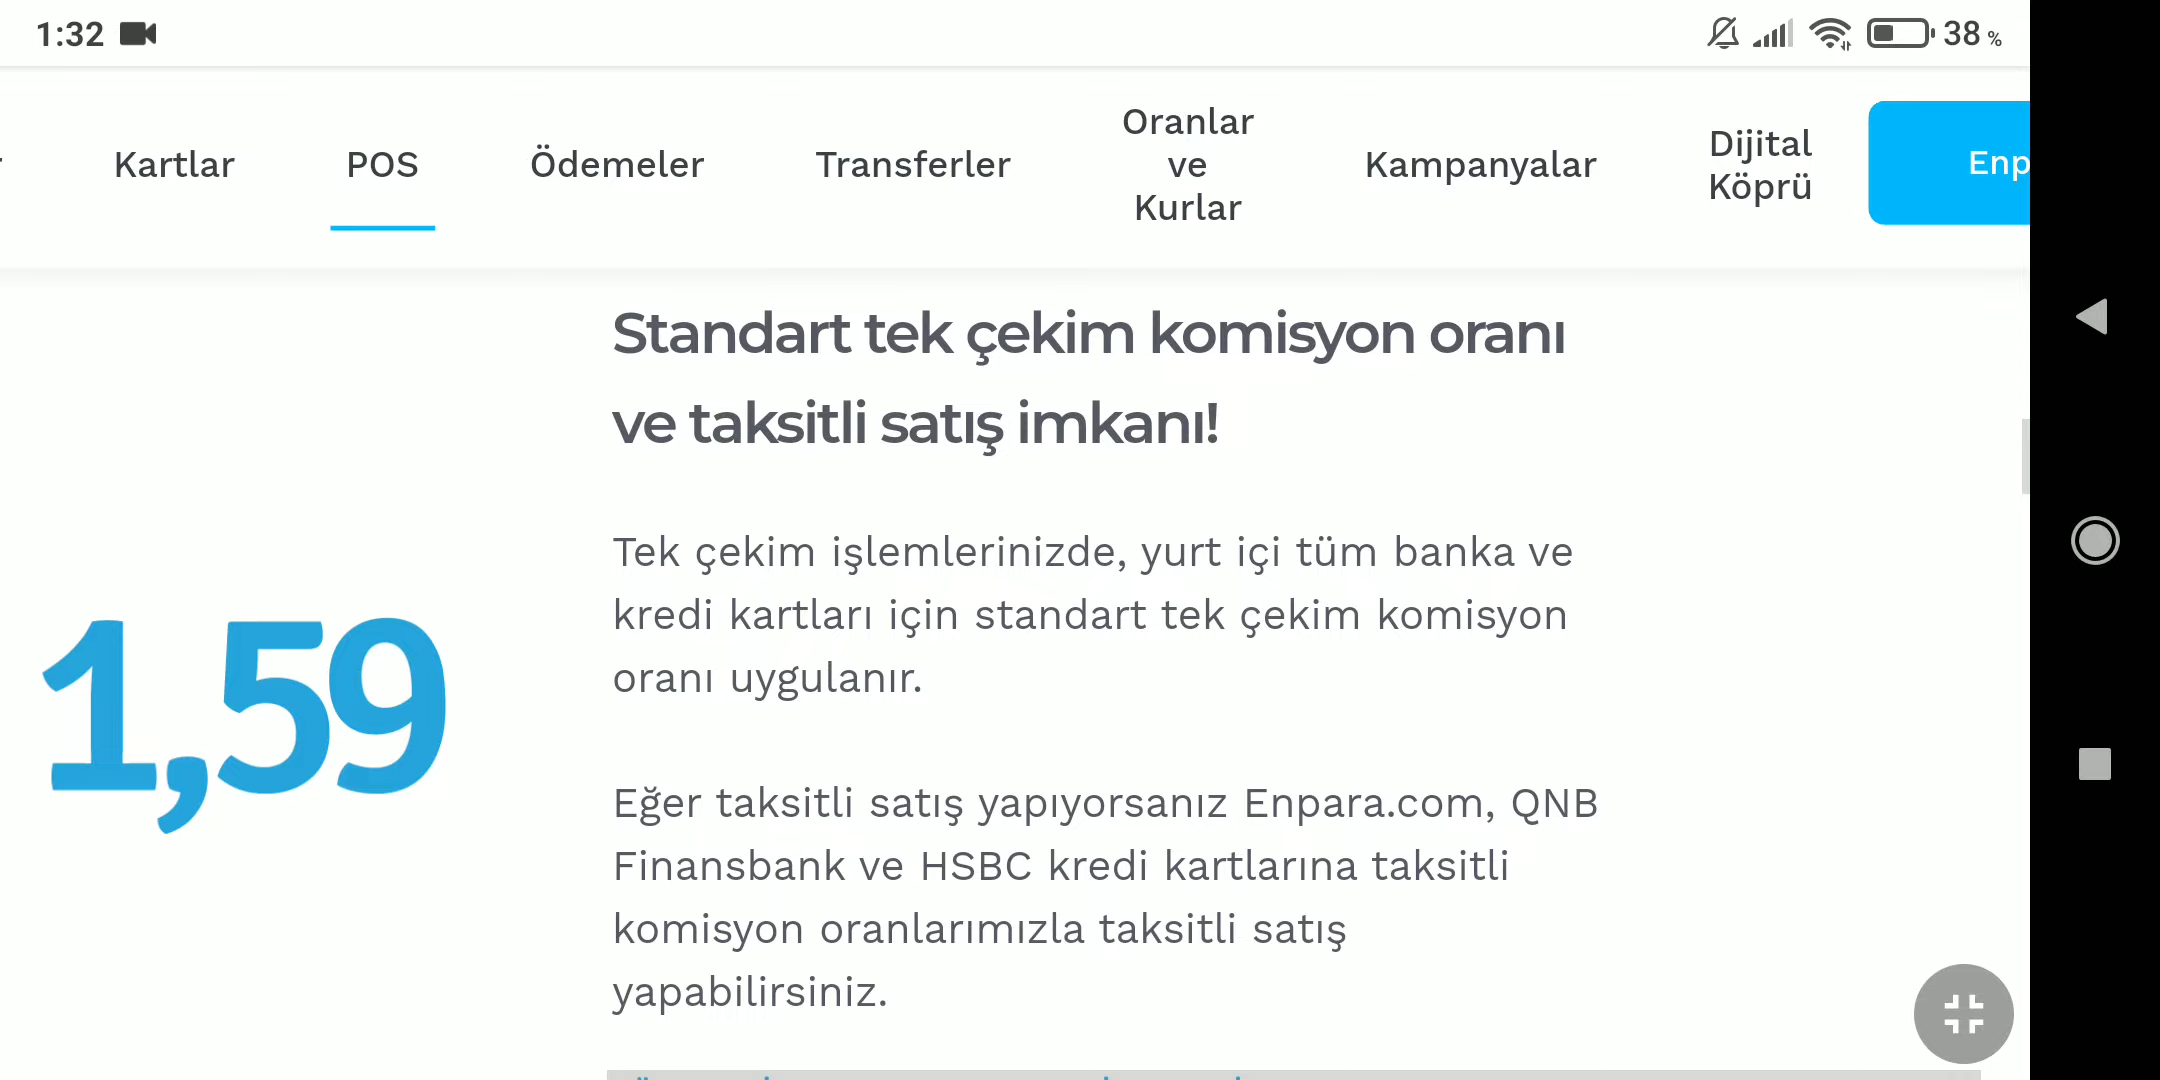 1:32
38 %
Kartlar
POS
Ödemeler
Transferler
Oranlar
ve
Kurlar
Kampanyalar
Dijital
Köprü
Enp
Standart tek çekim komisyon oranı
ve taksitli satış imkanı!
Tek çekim işlemlerinizde, yurt içi tüm banka ve
kredi kartları için standart tek çekim komisyon
oranı uygulanır.
1,59
Eğer taksitli satış yapıyorsanız Enpara.com, QNB
Finansbank ve HSBC kredi kartlarına taksitli
komisyon oranlarımızla taksitli satış
yapabilirsiniz.